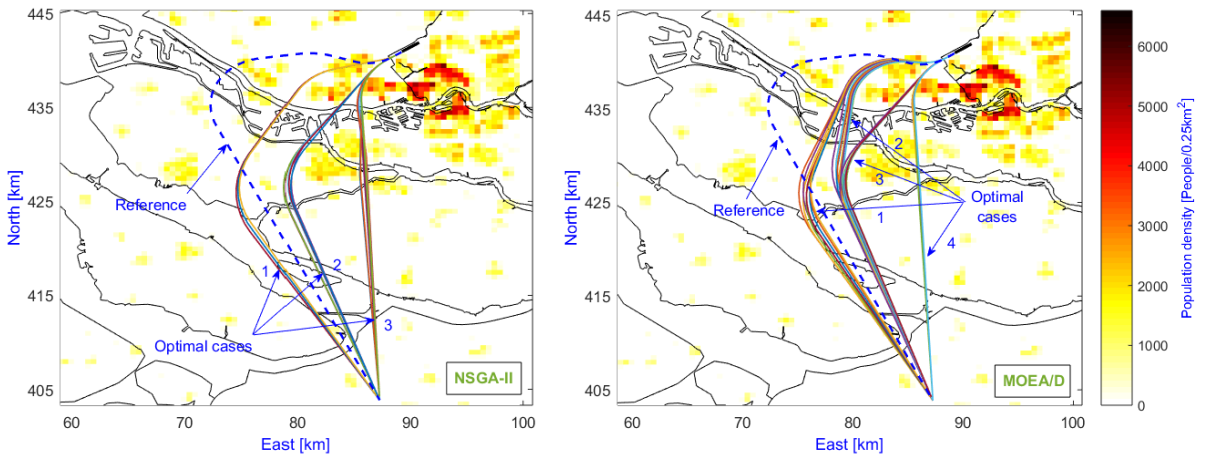 445
435
425
415
405
North [km]
60
70
80
90
100
East [km]
Reference
1
2
3
Optimal cases
NSGA-II
445
435
425
415
405
North [km]
60
70
80
90
100
East [km]
Reference
1
2
3
4
Optimal
cases
MOEA/D
6000
5000
4000
3000
2000
1000
0
Population density [People/0.25km²]